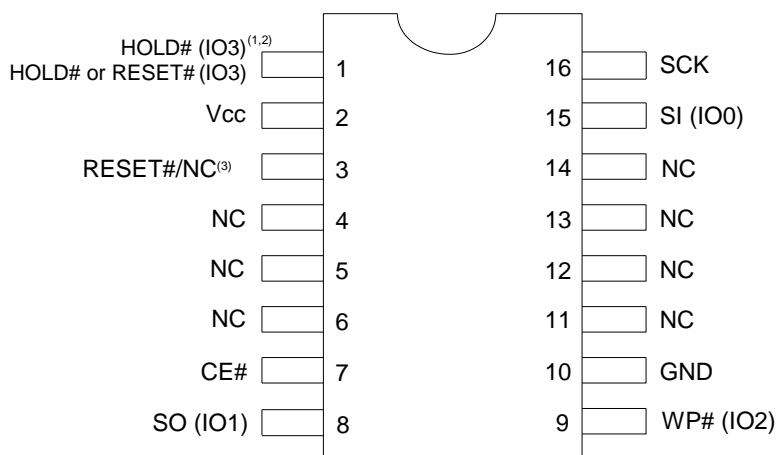 HOLD# (IO3)(1,2)
HOLD# or RESET# (IO3)
1
16
SCK
Vcc
2
15
SI (IO0)
RESET#/NC(3)
3
14
NC
NC
4
13
NC
NC
5
12
NC
NC
6
11
NC
CE#
7
10
GND
SO (IO1)
8
9
WP# (IO2)